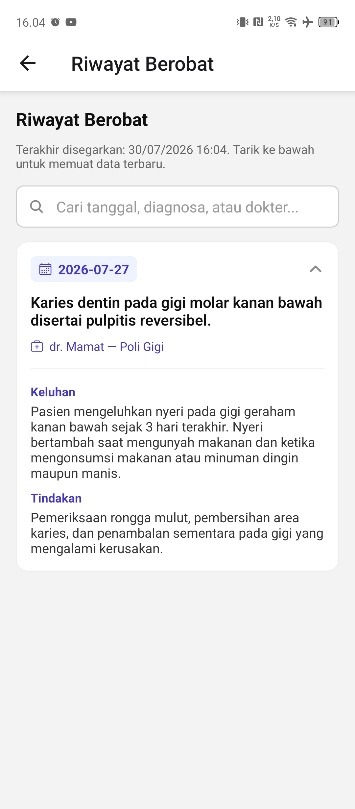 16.04
2,10
K/S
91
Riwayat Berobat
Riwayat Berobat
Terakhir disegarkan: 30/07/2026 16:04. Tarik ke bawah
untuk memuat data terbaru.
Cari tanggal, diagnosa, atau dokter...
2026-07-27
Karies dentin pada gigi molar kanan bawah
disertai pulpitis reversibel.
dr. Mamat — Poli Gigi
Keluhan
Pasien mengeluhkan nyeri pada gigi geraham
kanan bawah sejak 3 hari terakhir. Nyeri
bertambah saat mengunyah makanan dan ketika
mengonsumsi makanan atau minuman dingin
maupun manis.
Tindakan
Pemeriksaan rongga mulut, pembersihan area
karies, dan penambalan sementara pada gigi yang
mengalami kerusakan.